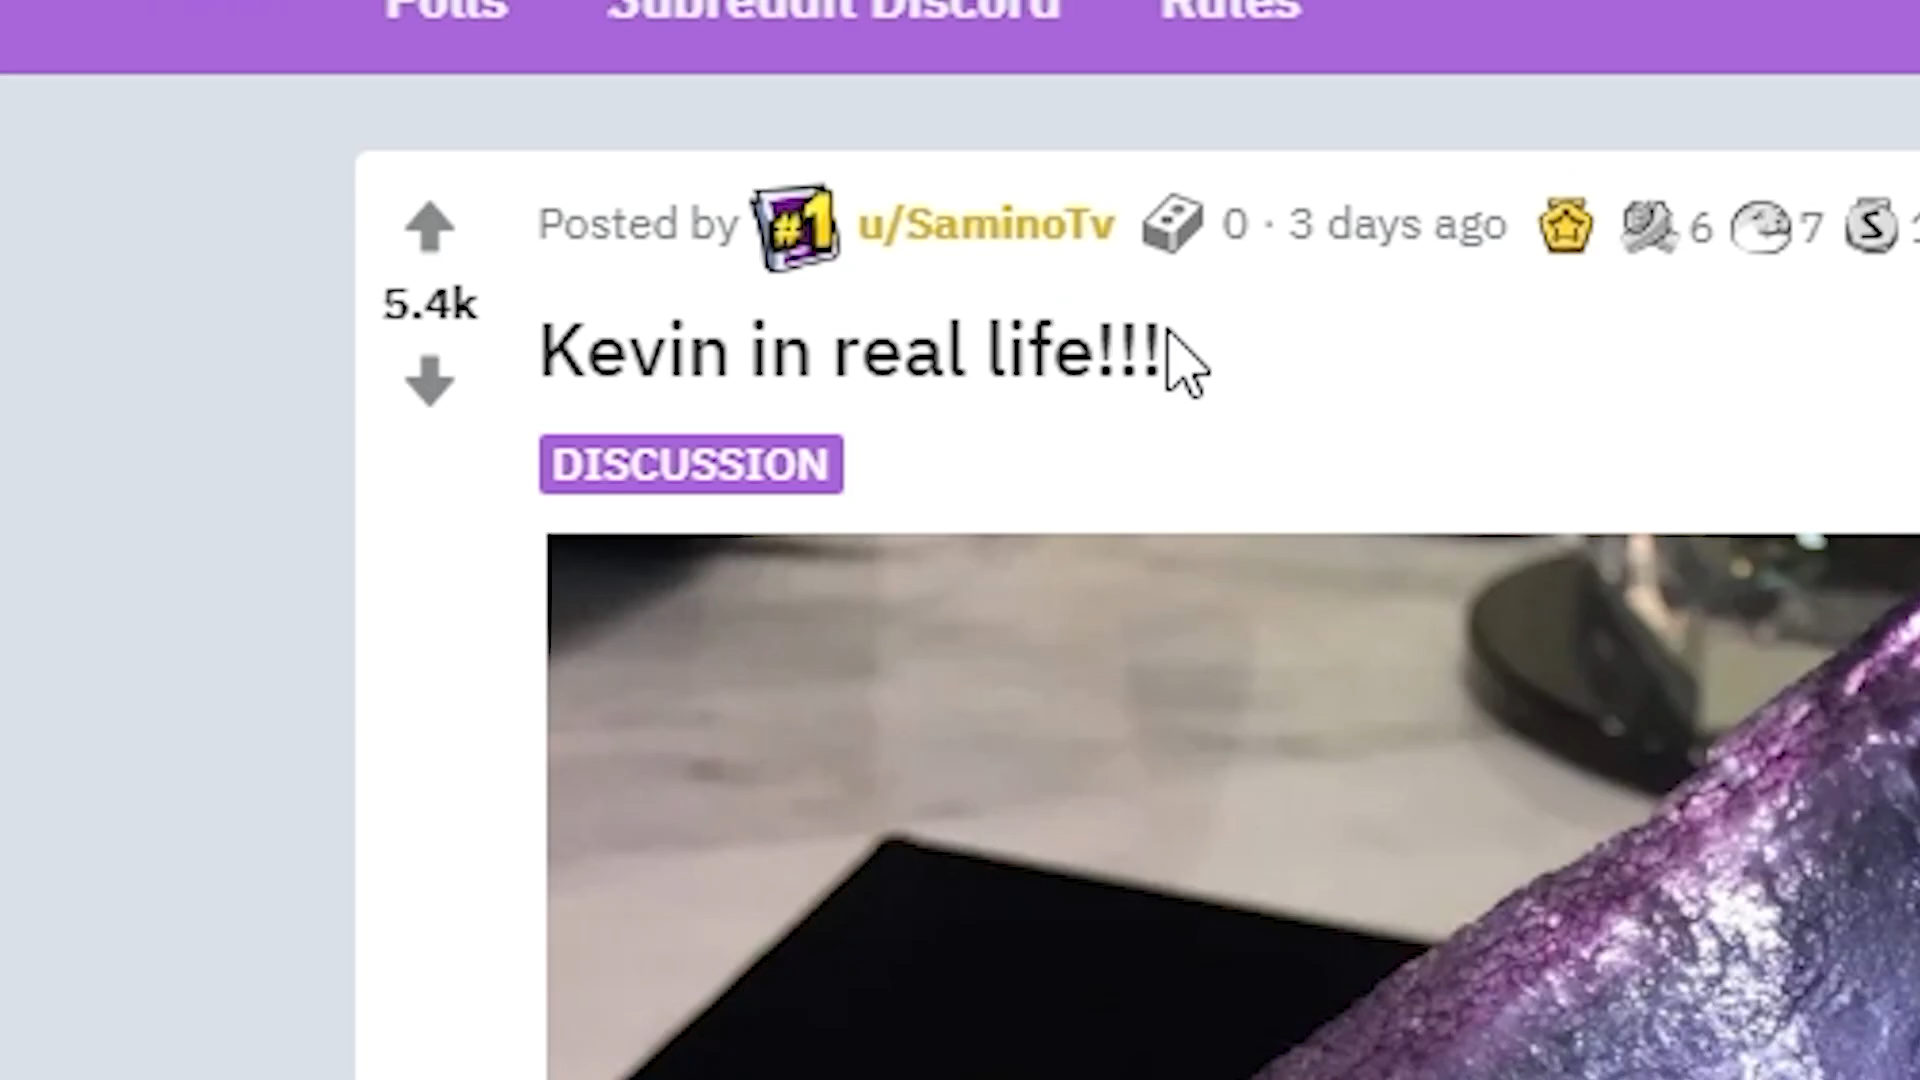 Polls Subreddit Discord Rules
Posted by #1 u/SaminoTv 0 · 3 days ago 6 7 S
5.4k
Kevin in real life!!!
DISCUSSION